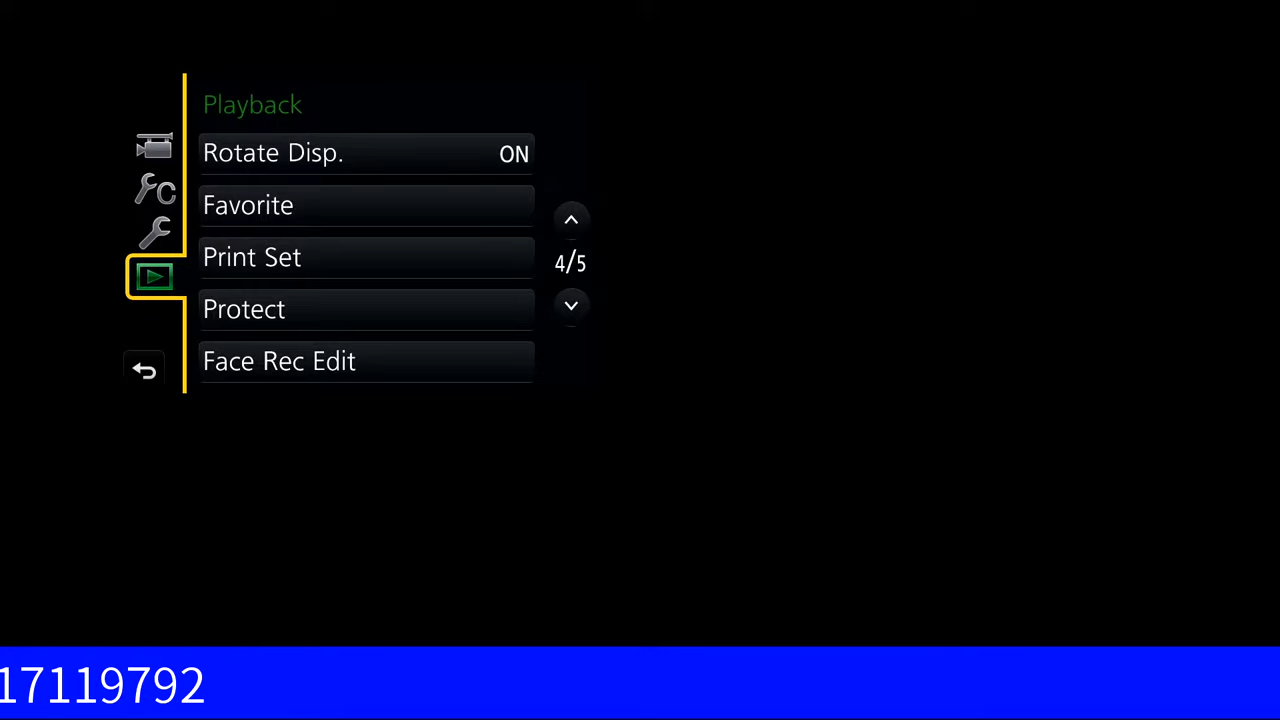 Playback
Rotate Disp. ON
Favorite
Print Set
4/5
Protect
Face Rec Edit
C
17119792